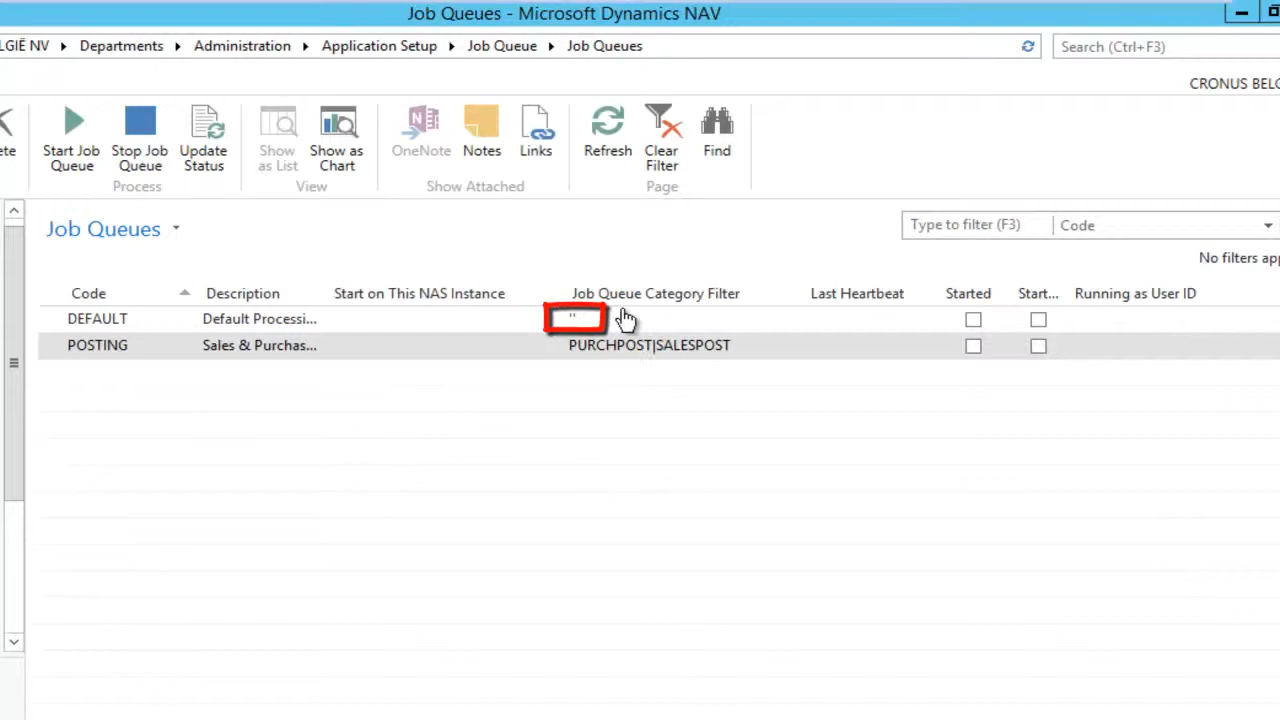 Job Queues - Microsoft Dynamics NAV
LGIË NV ▸ Departments ▸ Administration ▸ Application Setup ▸ Job Queue ▸ Job Queues
Search (Ctrl+F3)
CRONUS BELG
ete
Start Job Queue
Stop Job Queue
Update Status
Show as List
Show as Chart
OneNote
Notes
Links
Refresh
Clear Filter
Find
Process
View
Show Attached
Page
Job Queues
Type to filter (F3)
Code
No filters app
Code Description Start on This NAS Instance Job Queue Category Filter Last Heartbeat Started Start... Running as User ID
DEFAULT Default Processi... ''
POSTING Sales & Purchas... PURCHPOST|SALESPOST